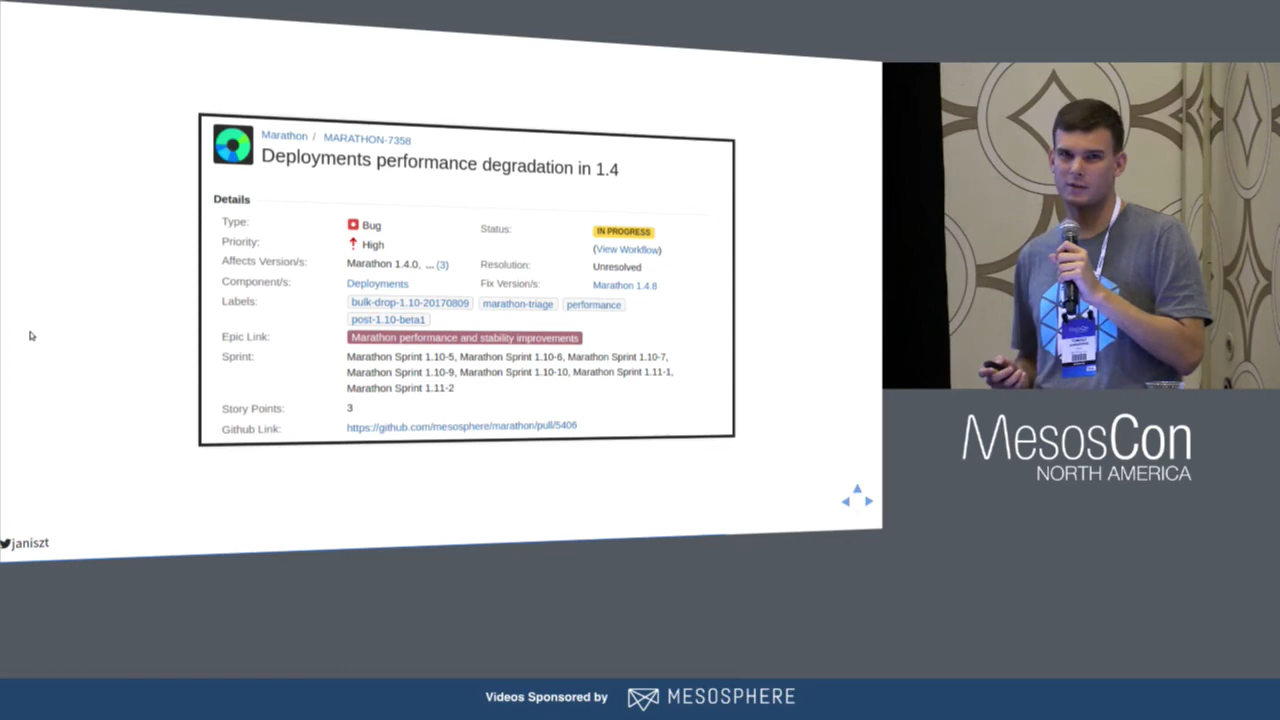 Marathon / MARATHON-7358
Deployments performance degradation in 1.4
Details
Type: Bug
Status: IN PROGRESS
(View Workflow)
Priority: High
Affects Version/s: Marathon 1.4.0, ... (3)
Resolution: Unresolved
Component/s: Deployments
Fix Version/s: Marathon 1.4.8
Labels: bulk-drop-1.10-20170809 marathon-triage performance
post-1.10-beta1
Epic Link: Marathon performance and stability improvements
Sprint: Marathon Sprint 1.10-5, Marathon Sprint 1.10-6, Marathon Sprint 1.10-7,
Marathon Sprint 1.10-9, Marathon Sprint 1.10-10, Marathon Sprint 1.11-1,
Marathon Sprint 1.11-2
Story Points: 3
Github Link: https://github.com/mesosphere/marathon/pull/5406
janiszt
MesosCon
NORTH AMERICA
Videos Sponsored by MESOSPHERE